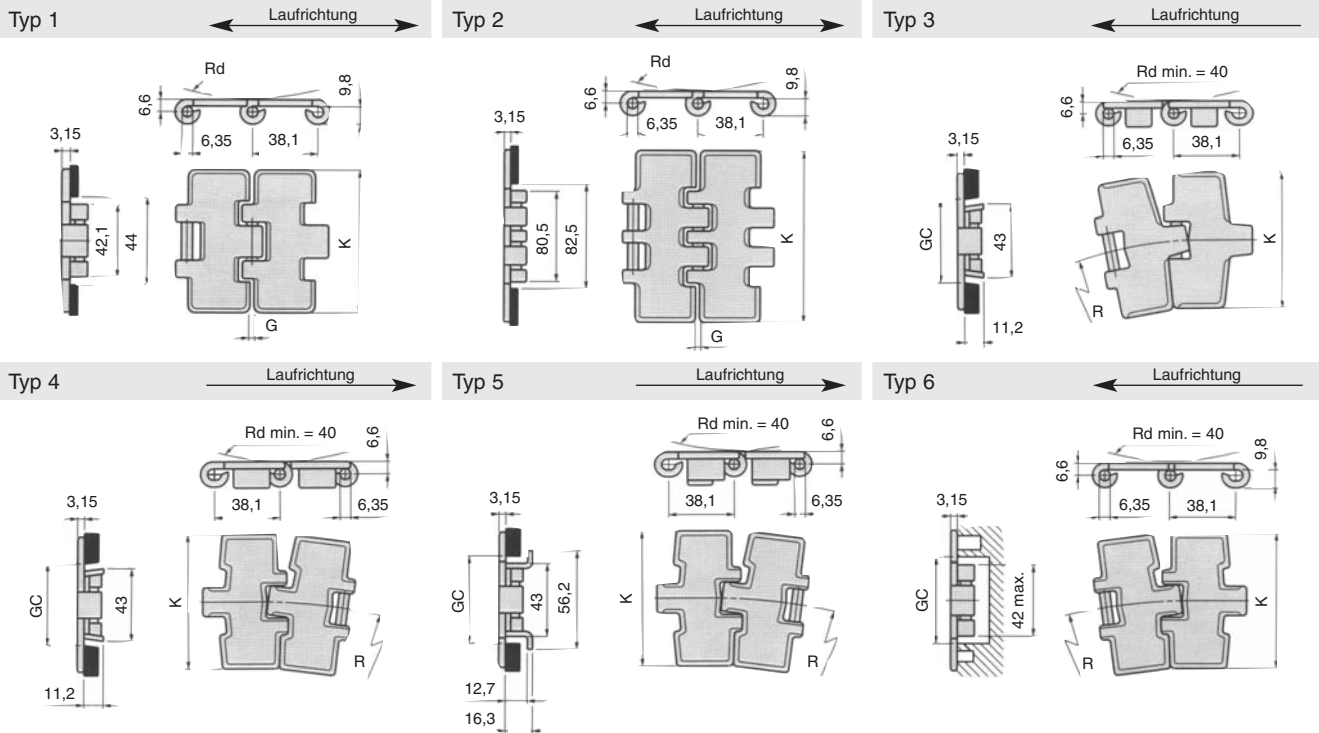 Typ 1
Laufrichtung
Rd
6,6
9,8
3,15
6,35
38,1
42,1
44
K
G
Typ 2
Laufrichtung
Rd
6,6
9,8
3,15
6,35
38,1
80,5
82,5
K
G
Typ 3
Laufrichtung
Rd min. = 40
6,6
3,15
6,35
38,1
GC
43
K
R
11,2
Typ 4
Laufrichtung
Rd min. = 40
6,6
3,15
38,1
6,35
GC
43
K
R
11,2
Typ 5
Laufrichtung
Rd min. = 40
6,6
3,15
38,1
6,35
GC
43
56,2
K
R
12,7
16,3
Typ 6
Laufrichtung
Rd min. = 40
6,6
9,8
3,15
6,35
38,1
GC
42 max.
K
R